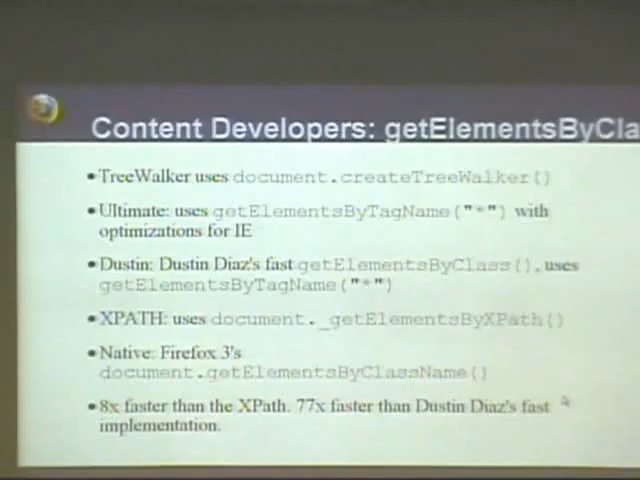 Content Developers: getElementsByCla
•TreeWalker uses document.createTreeWalker()
•Ultimate: uses getElementsByTagName("*") with
optimizations for IE
•Dustin: Dustin Diaz's fast getElementsByClass(). uses
getElementsByTagName("*")
•XPATH: uses document._getElementsByXPath()
•Native: Firefox 3's
document.getElementsByClassName()
•8x faster than the XPath. 77x faster than Dustin Diaz's fast
implementation.